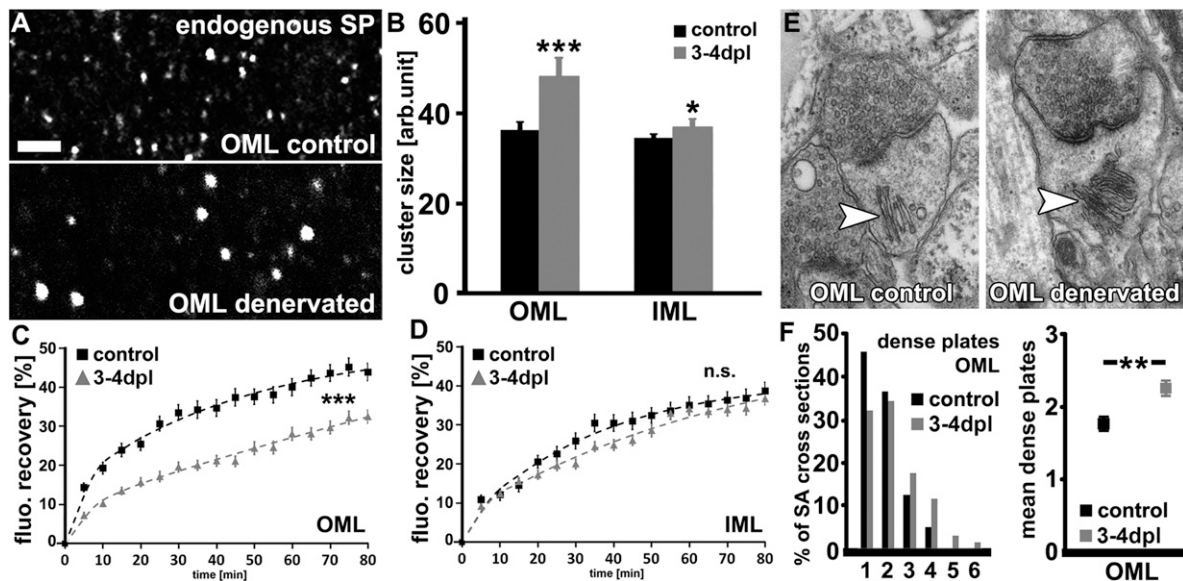 A
endogenous SP
OML control
OML denervated
B
cluster size [arb.unit]
60
40
20
0
control
3-4dpl
***
*
OML
IML
E
OML control
OML denervated
C
fluo. recovery [%]
50
40
30
20
10
0
control
3-4dpl
***
OML
0
10
20
30
40
50
60
70
80
time [min]
D
fluo. recovery [%]
50
40
30
20
10
0
control
3-4dpl
n.s.
IML
0
10
20
30
40
50
60
70
80
time [min]
F
% of SA cross sections
50
40
30
20
10
0
dense plates
OML
control
3-4dpl
1 2 3 4 5 6
mean dense plates
3
2
1
0
**
control
3-4dpl
OML